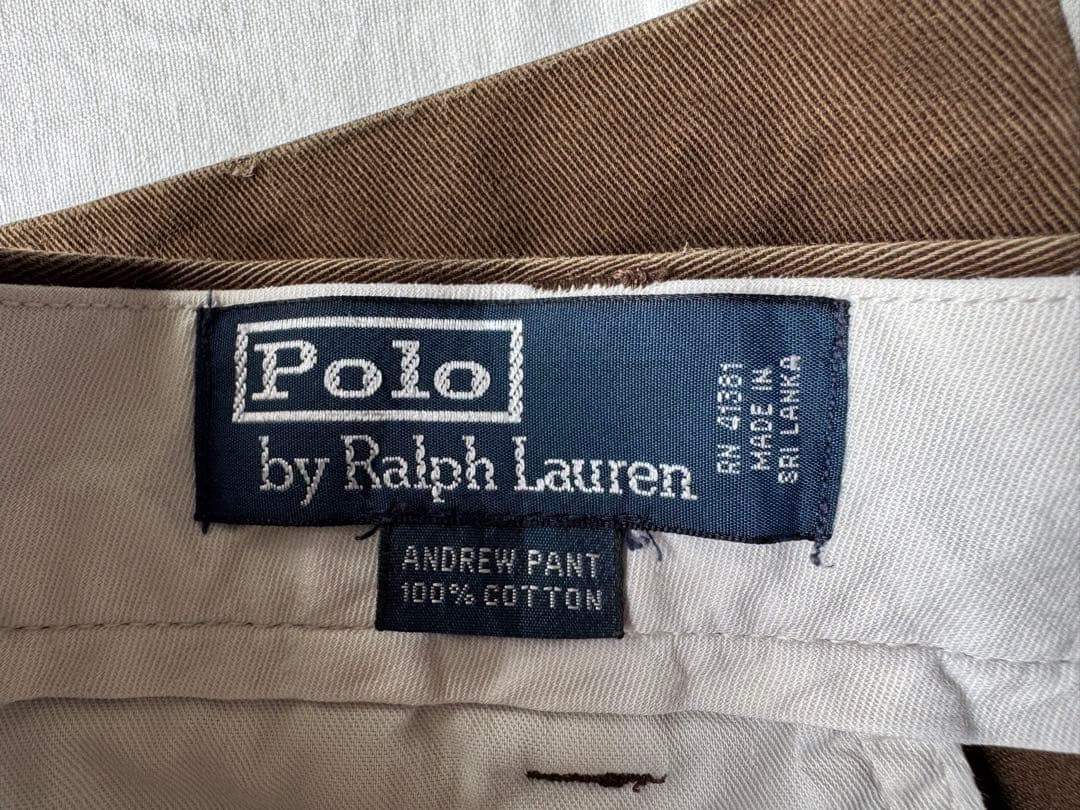 Polo
by Ralph Lauren
RN 41381
MADE IN
SRI LANKA
ANDREW PANT
100% COTTON